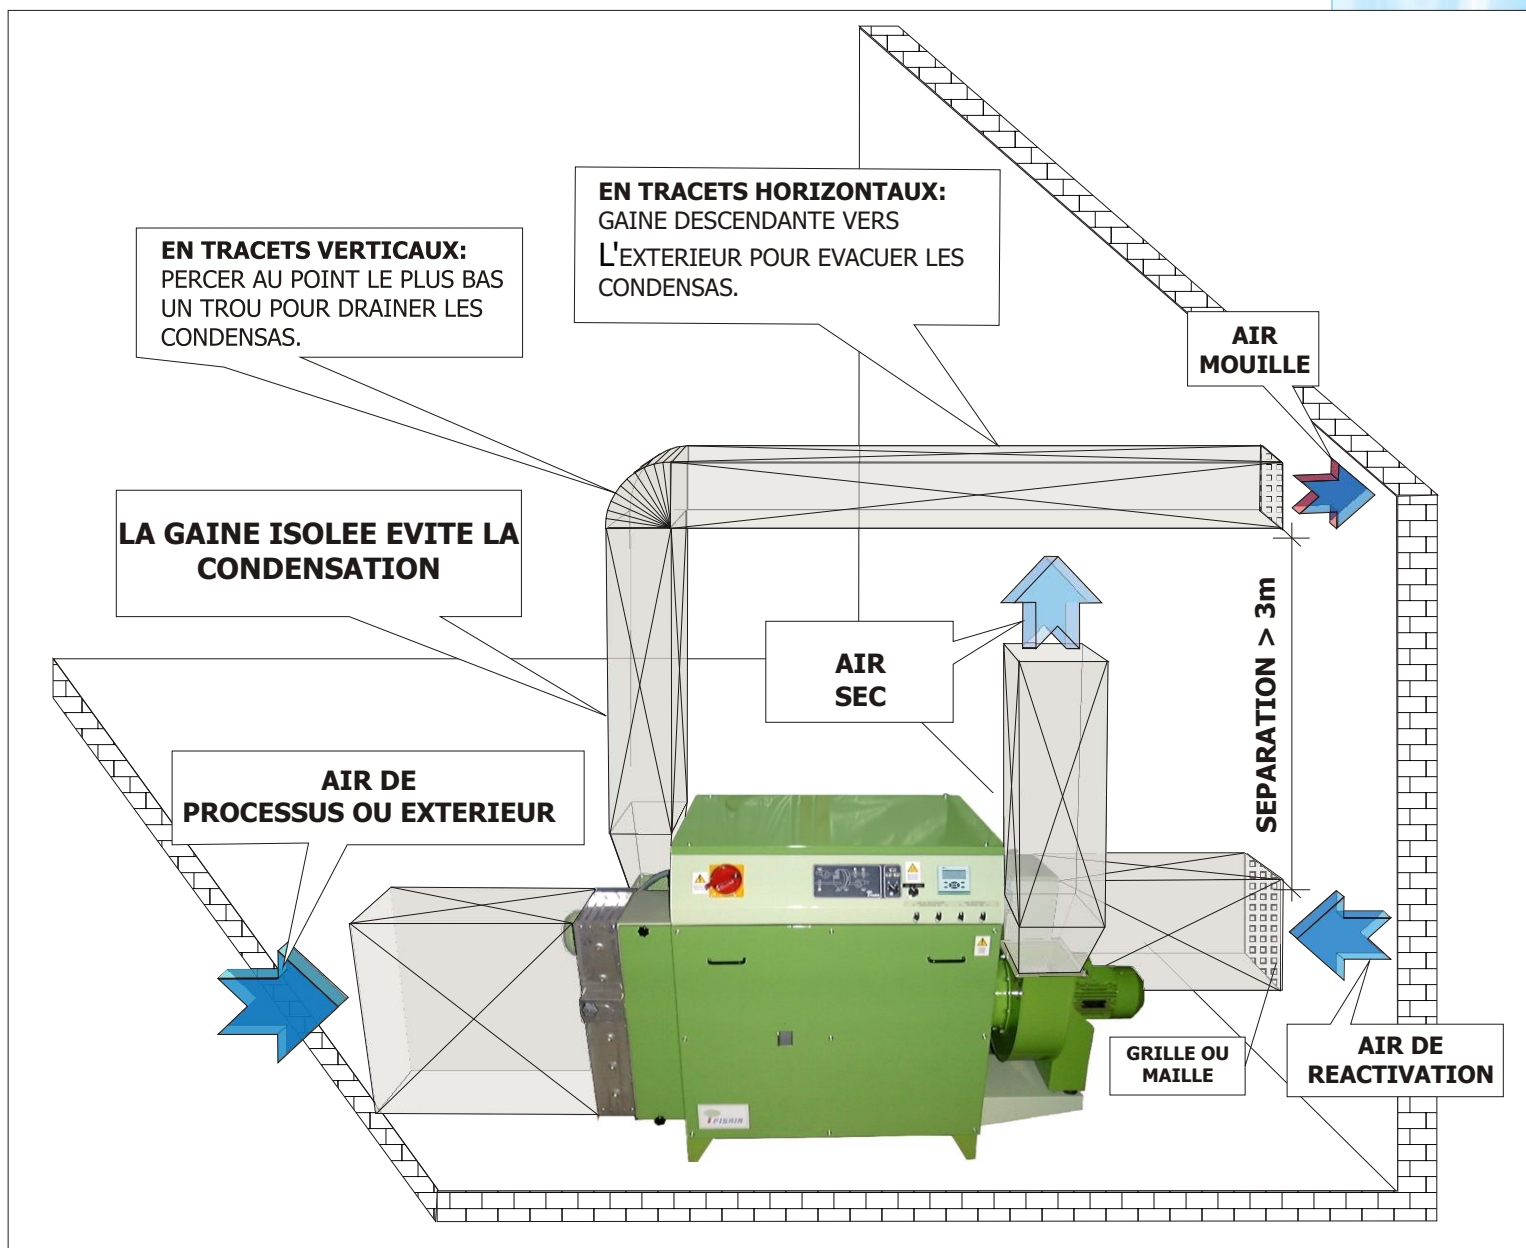 EN TRACETS HORIZONTAUX:
GAINE DESCENDANTE VERS
L'EXTERIEUR POUR EVACUER LES
CONDENSAS.
EN TRACETS VERTICAUX:
PERCER AU POINT LE PLUS BAS
UN TROU POUR DRAINER LES
CONDENSAS.
AIR
MOUILLE
LA GAINE ISOLEE EVITE LA
CONDENSATION
SEPARATION > 3m
AIR
SEC
AIR DE
PROCESSUS OU EXTERIEUR
GRILLE OU
MAILLE
AIR DE
REACTIVATION
FISAIR